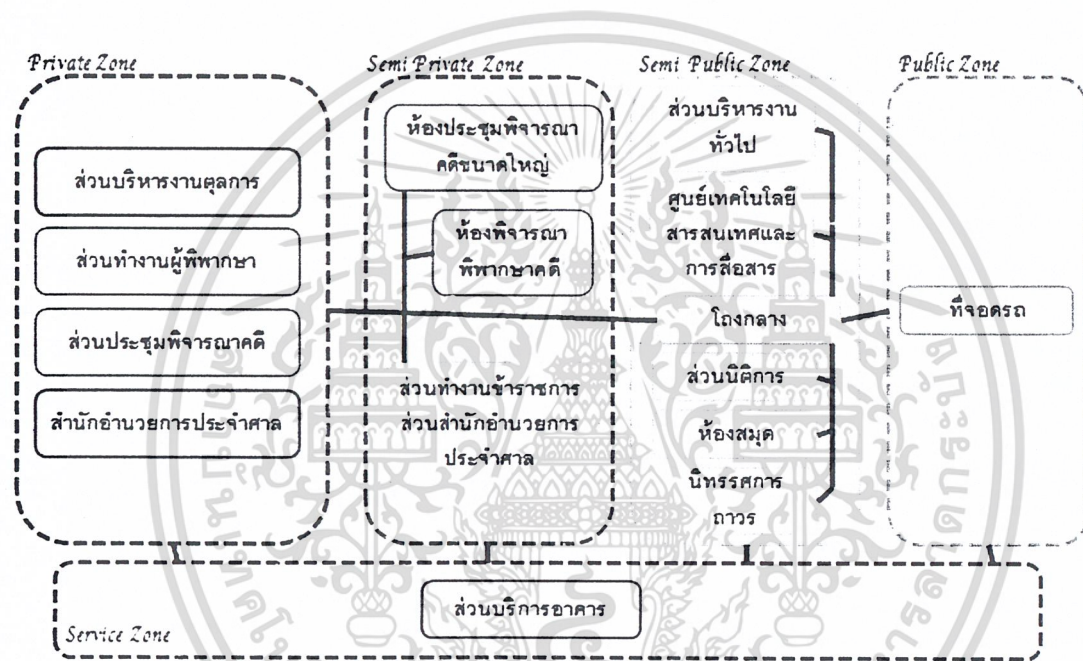 Private Zone
ส่วนบริหารงานตุลาการ
ส่วนทำงานผู้พิพากษา
ส่วนประชุมพิจารณาคดี
สำนักอำนวยการประจำศาล
Semi Private Zone
ห้องประชุมพิจารณา
คดีขนาดใหญ่
ห้องพิจารณา
พิพากษาคดี
ส่วนทำงานข้าราชการ
ส่วนสำนักอำนวยการ
ประจำศาล
Semi Public Zone
ส่วนบริหารงาน
ทั่วไป
ศูนย์เทคโนโลยี
สารสนเทศและ
การสื่อสาร
โถงกลาง
ส่วนนิติการ
ห้องสมุด
นิทรรศการ
ถาวร
Public Zone
ที่จอดรถ
ส่วนบริการอาคาร
Service Zone